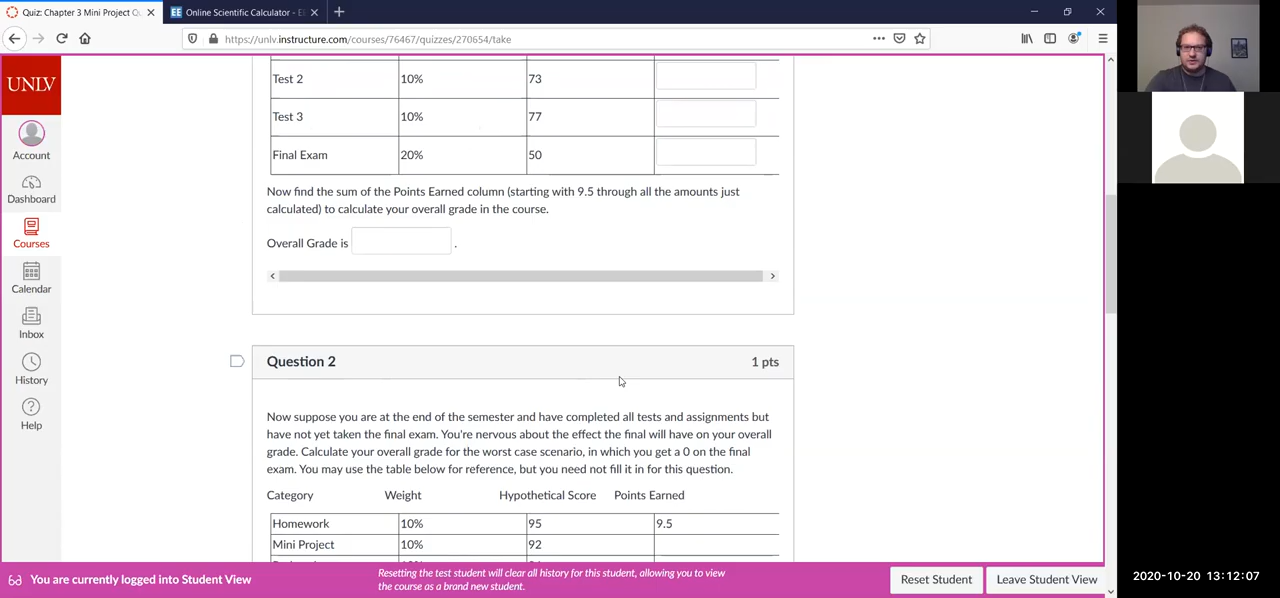 Quiz: Chapter 3 Mini Project Q
Online Scientific Calculator -
https://unlv.instructure.com/courses/76467/quizzes/270654/take
UNLV
Account
Dashboard
Courses
Calendar
Inbox
History
Help
Test 2 10% 73
Test 3 10% 77
Final Exam 20% 50
Now find the sum of the Points Earned column (starting with 9.5 through all the amounts just
calculated) to calculate your overall grade in the course.
Overall Grade is .
Question 2 1 pts
Now suppose you are at the end of the semester and have completed all tests and assignments but
have not yet taken the final exam. You're nervous about the effect the final will have on your overall
grade. Calculate your overall grade for the worst case scenario, in which you get a 0 on the final
exam. You may use the table below for reference, but you need not fill it in for this question.
Category Weight Hypothetical Score Points Earned
Homework 10% 95 9.5
Mini Project 10% 92
You are currently logged into Student View
Resetting the test student will clear all history for this student, allowing you to view
the course as a brand new student.
Reset Student
Leave Student View
2020-10-20 13:12:07